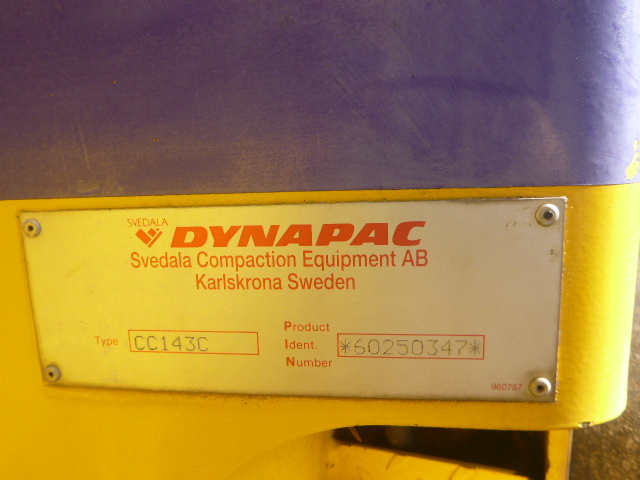 SVEDALA
DYNAPAC
Svedala Compaction Equipment AB
Karlskrona Sweden
Type CC143C
Product
Ident. *60250347*
Number
960787